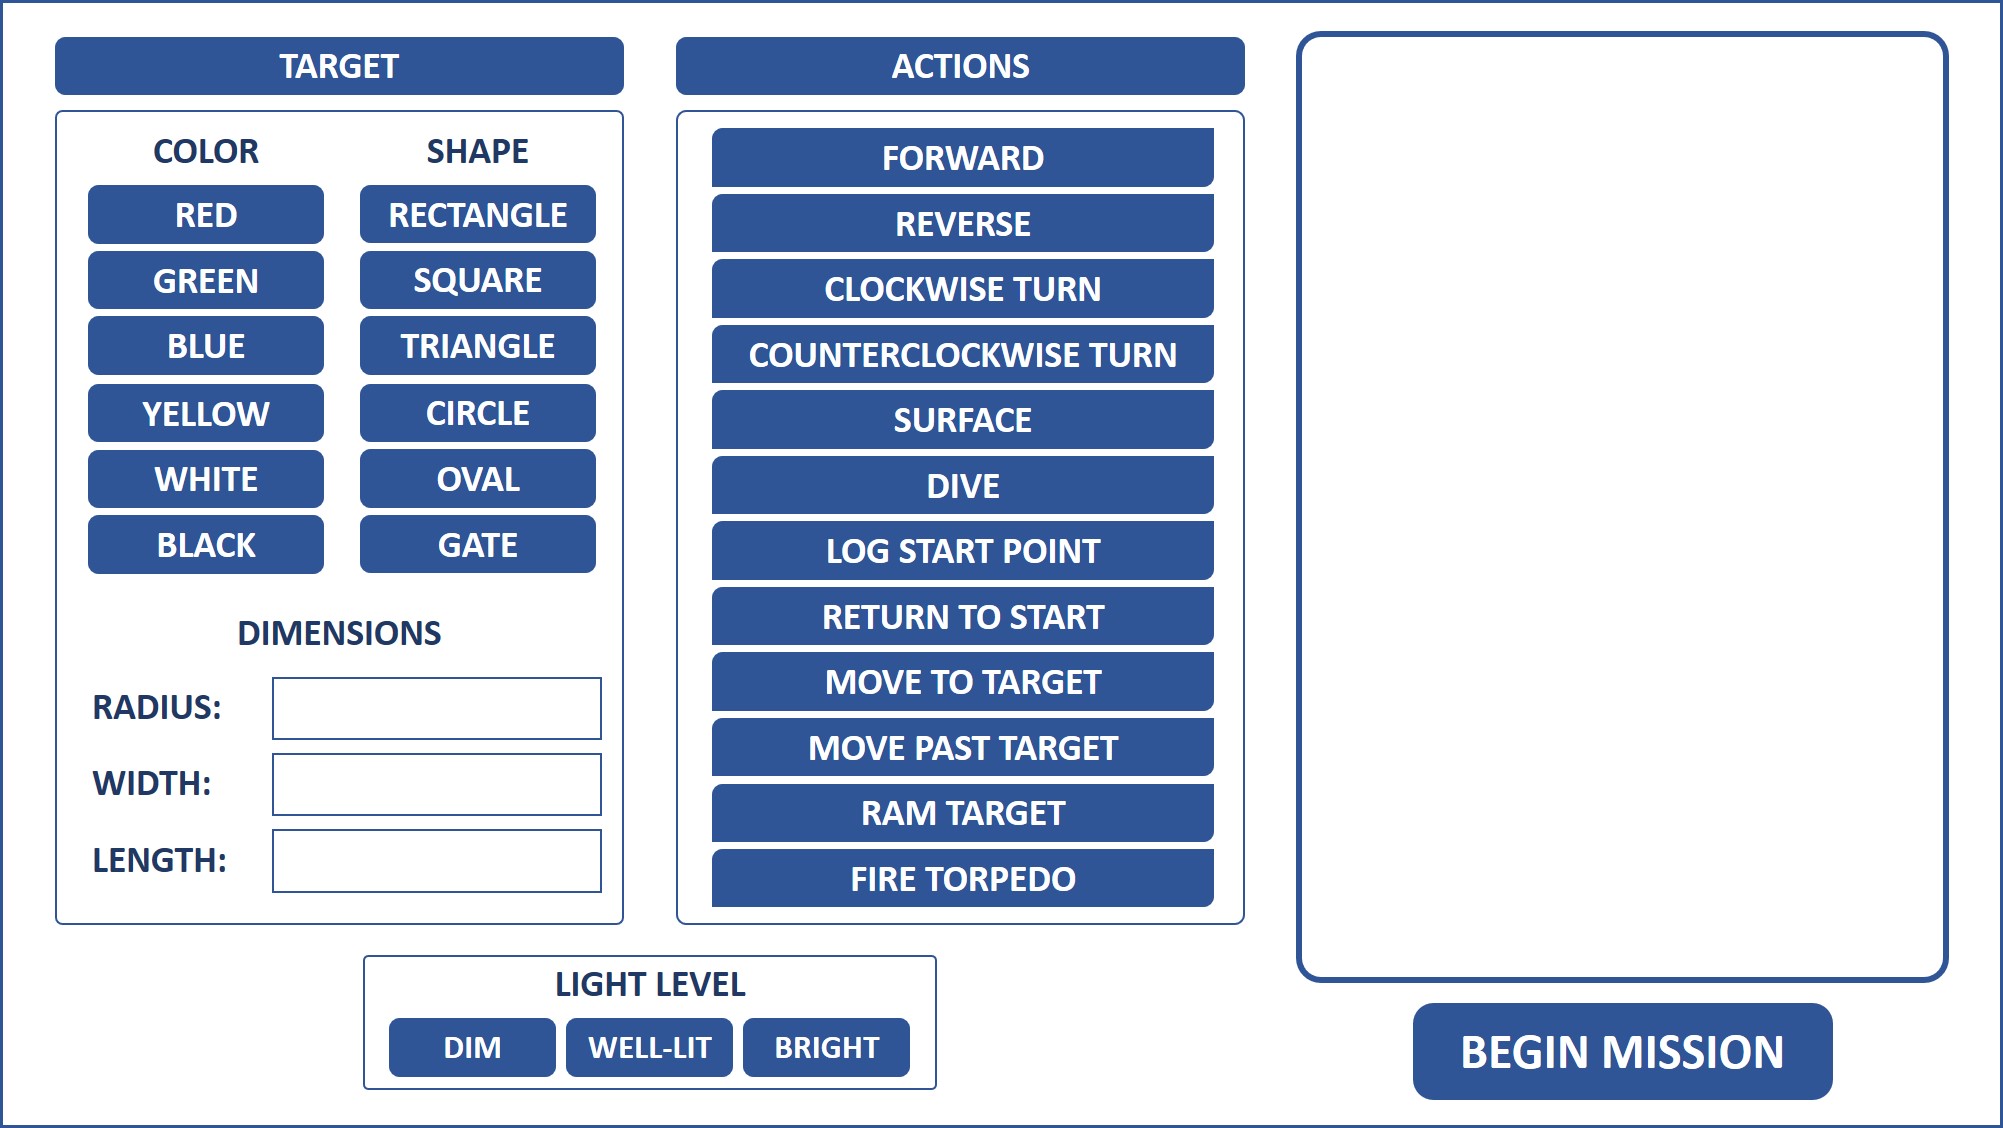 TARGET
COLOR
SHAPE
RED
RECTANGLE
GREEN
SQUARE
BLUE
TRIANGLE
YELLOW
CIRCLE
WHITE
OVAL
BLACK
GATE
DIMENSIONS
RADIUS:
WIDTH:
LENGTH:
ACTIONS
FORWARD
REVERSE
CLOCKWISE TURN
COUNTERCLOCKWISE TURN
SURFACE
DIVE
LOG START POINT
RETURN TO START
MOVE TO TARGET
MOVE PAST TARGET
RAM TARGET
FIRE TORPEDO
LIGHT LEVEL
DIM
WELL-LIT
BRIGHT
BEGIN MISSION